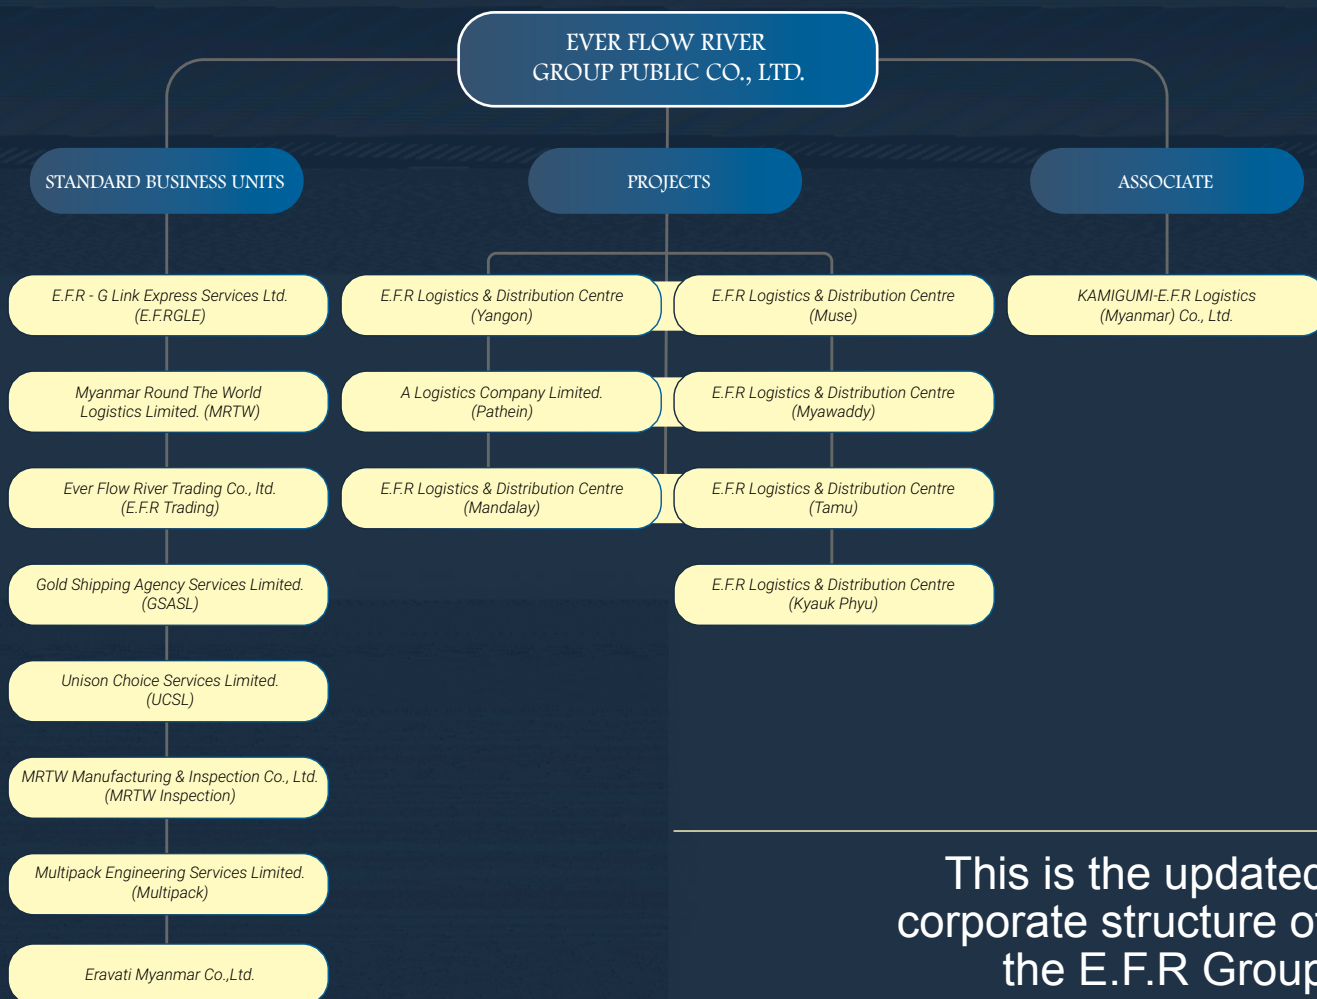 EVER FLOW RIVER
GROUP PUBLIC CO., LTD.
STANDARD BUSINESS UNITS
E.F.R - G Link Express Services Ltd.
(E.F.RGLE)
Myanmar Round The World
Logistics Limited. (MRTW)
Ever Flow River Trading Co., ltd.
(E.F.R Trading)
Gold Shipping Agency Services Limited.
(GSASL)
Unison Choice Services Limited.
(UCSL)
MRTW Manufacturing & Inspection Co., Ltd.
(MRTW Inspection)
Multipack Engineering Services Limited.
(Multipack)
Eravati Myanmar Co.,Ltd.
PROJECTS
E.F.R Logistics & Distribution Centre
(Yangon)
A Logistics Company Limited.
(Pathein)
E.F.R Logistics & Distribution Centre
(Mandalay)
E.F.R Logistics & Distribution Centre
(Muse)
E.F.R Logistics & Distribution Centre
(Myawaddy)
E.F.R Logistics & Distribution Centre
(Tamu)
E.F.R Logistics & Distribution Centre
(Kyauk Phyu)
ASSOCIATE
KAMIGUMI-E.F.R Logistics
(Myanmar) Co., Ltd.
This is the updated
corporate structure of
the E.F.R Group